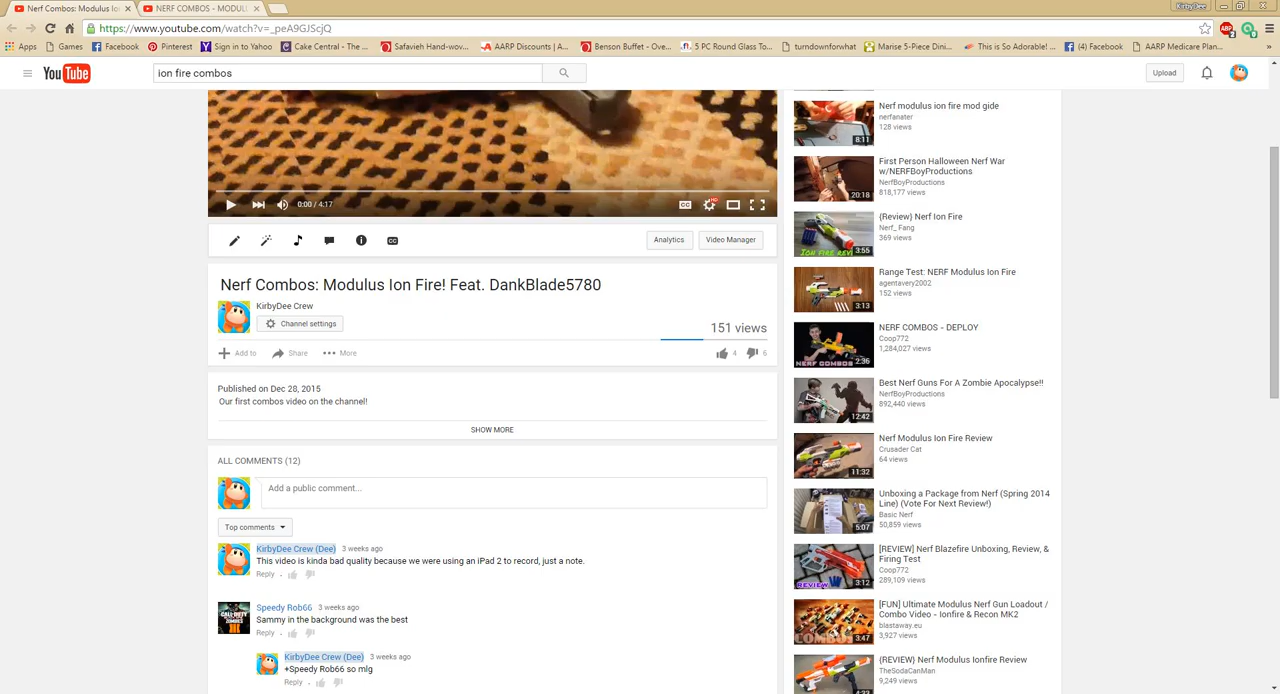 Nerf Combos: Modulus Ion
NERF COMBOS - MODUL
KirbyDee
https://www.youtube.com/watch?v=_peA9GJScjQ
Apps
Games
Facebook
Pinterest
Sign in to Yahoo
Cake Central - The ...
Safavieh Hand-wov...
AARP Discounts | A...
Benson Buffet - Ove...
5 PC Round Glass To...
turndownforwhat
Marise 5-Piece Dini...
This is So Adorable! ...
(4) Facebook
AARP Medicare Plan...
YouTube
ion fire combos
Upload
0:00 / 4:17
CC
HD
Analytics
Video Manager
Nerf Combos: Modulus Ion Fire! Feat. DankBlade5780
KirbyDee Crew
Channel settings
151 views
Add to
Share
More
4
6
Published on Dec 28, 2015
Our first combos video on the channel!
SHOW MORE
ALL COMMENTS (12)
Add a public comment...
Top comments
KirbyDee Crew (Dee) 3 weeks ago
This video is kinda bad quality because we were using an iPad 2 to record, just a note.
Reply
Speedy Rob66 3 weeks ago
Sammy in the background was the best
Reply
KirbyDee Crew (Dee) 3 weeks ago
+Speedy Rob66 so mlg
Reply
Nerf modulus ion fire mod gide
nerfanater
128 views
8:11
First Person Halloween Nerf War
w/NERFBoyProductions
NerfBoyProductions
818,177 views
20:18
(Review) Nerf Ion Fire
Nerf_ Fang
369 views
ION FIRE REVI
3:55
Range Test: NERF Modulus Ion Fire
agentavery2002
152 views
3:13
NERF COMBOS - DEPLOY
Coop772
1,284,027 views
NERF COMBOS
2:36
Best Nerf Guns For A Zombie Apocalypse!!
NerfBoyProductions
892,440 views
12:42
Nerf Modulus Ion Fire Review
Crusader Cat
64 views
11:32
Unboxing a Package from Nerf (Spring 2014
Line) (Vote For Next Review!)
Basic Nerf
50,859 views
5:07
[REVIEW] Nerf Blazefire Unboxing, Review, &
Firing Test
Coop772
289,109 views
REVIEW
3:12
[FUN] Ultimate Modulus Nerf Gun Loadout /
Combo Video - Ionfire & Recon MK2
blastaway.eu
3,927 views
COMBOS
3:47
(REVIEW) Nerf Modulus Ionfire Review
TheSodaCanMan
9,249 views
4:33